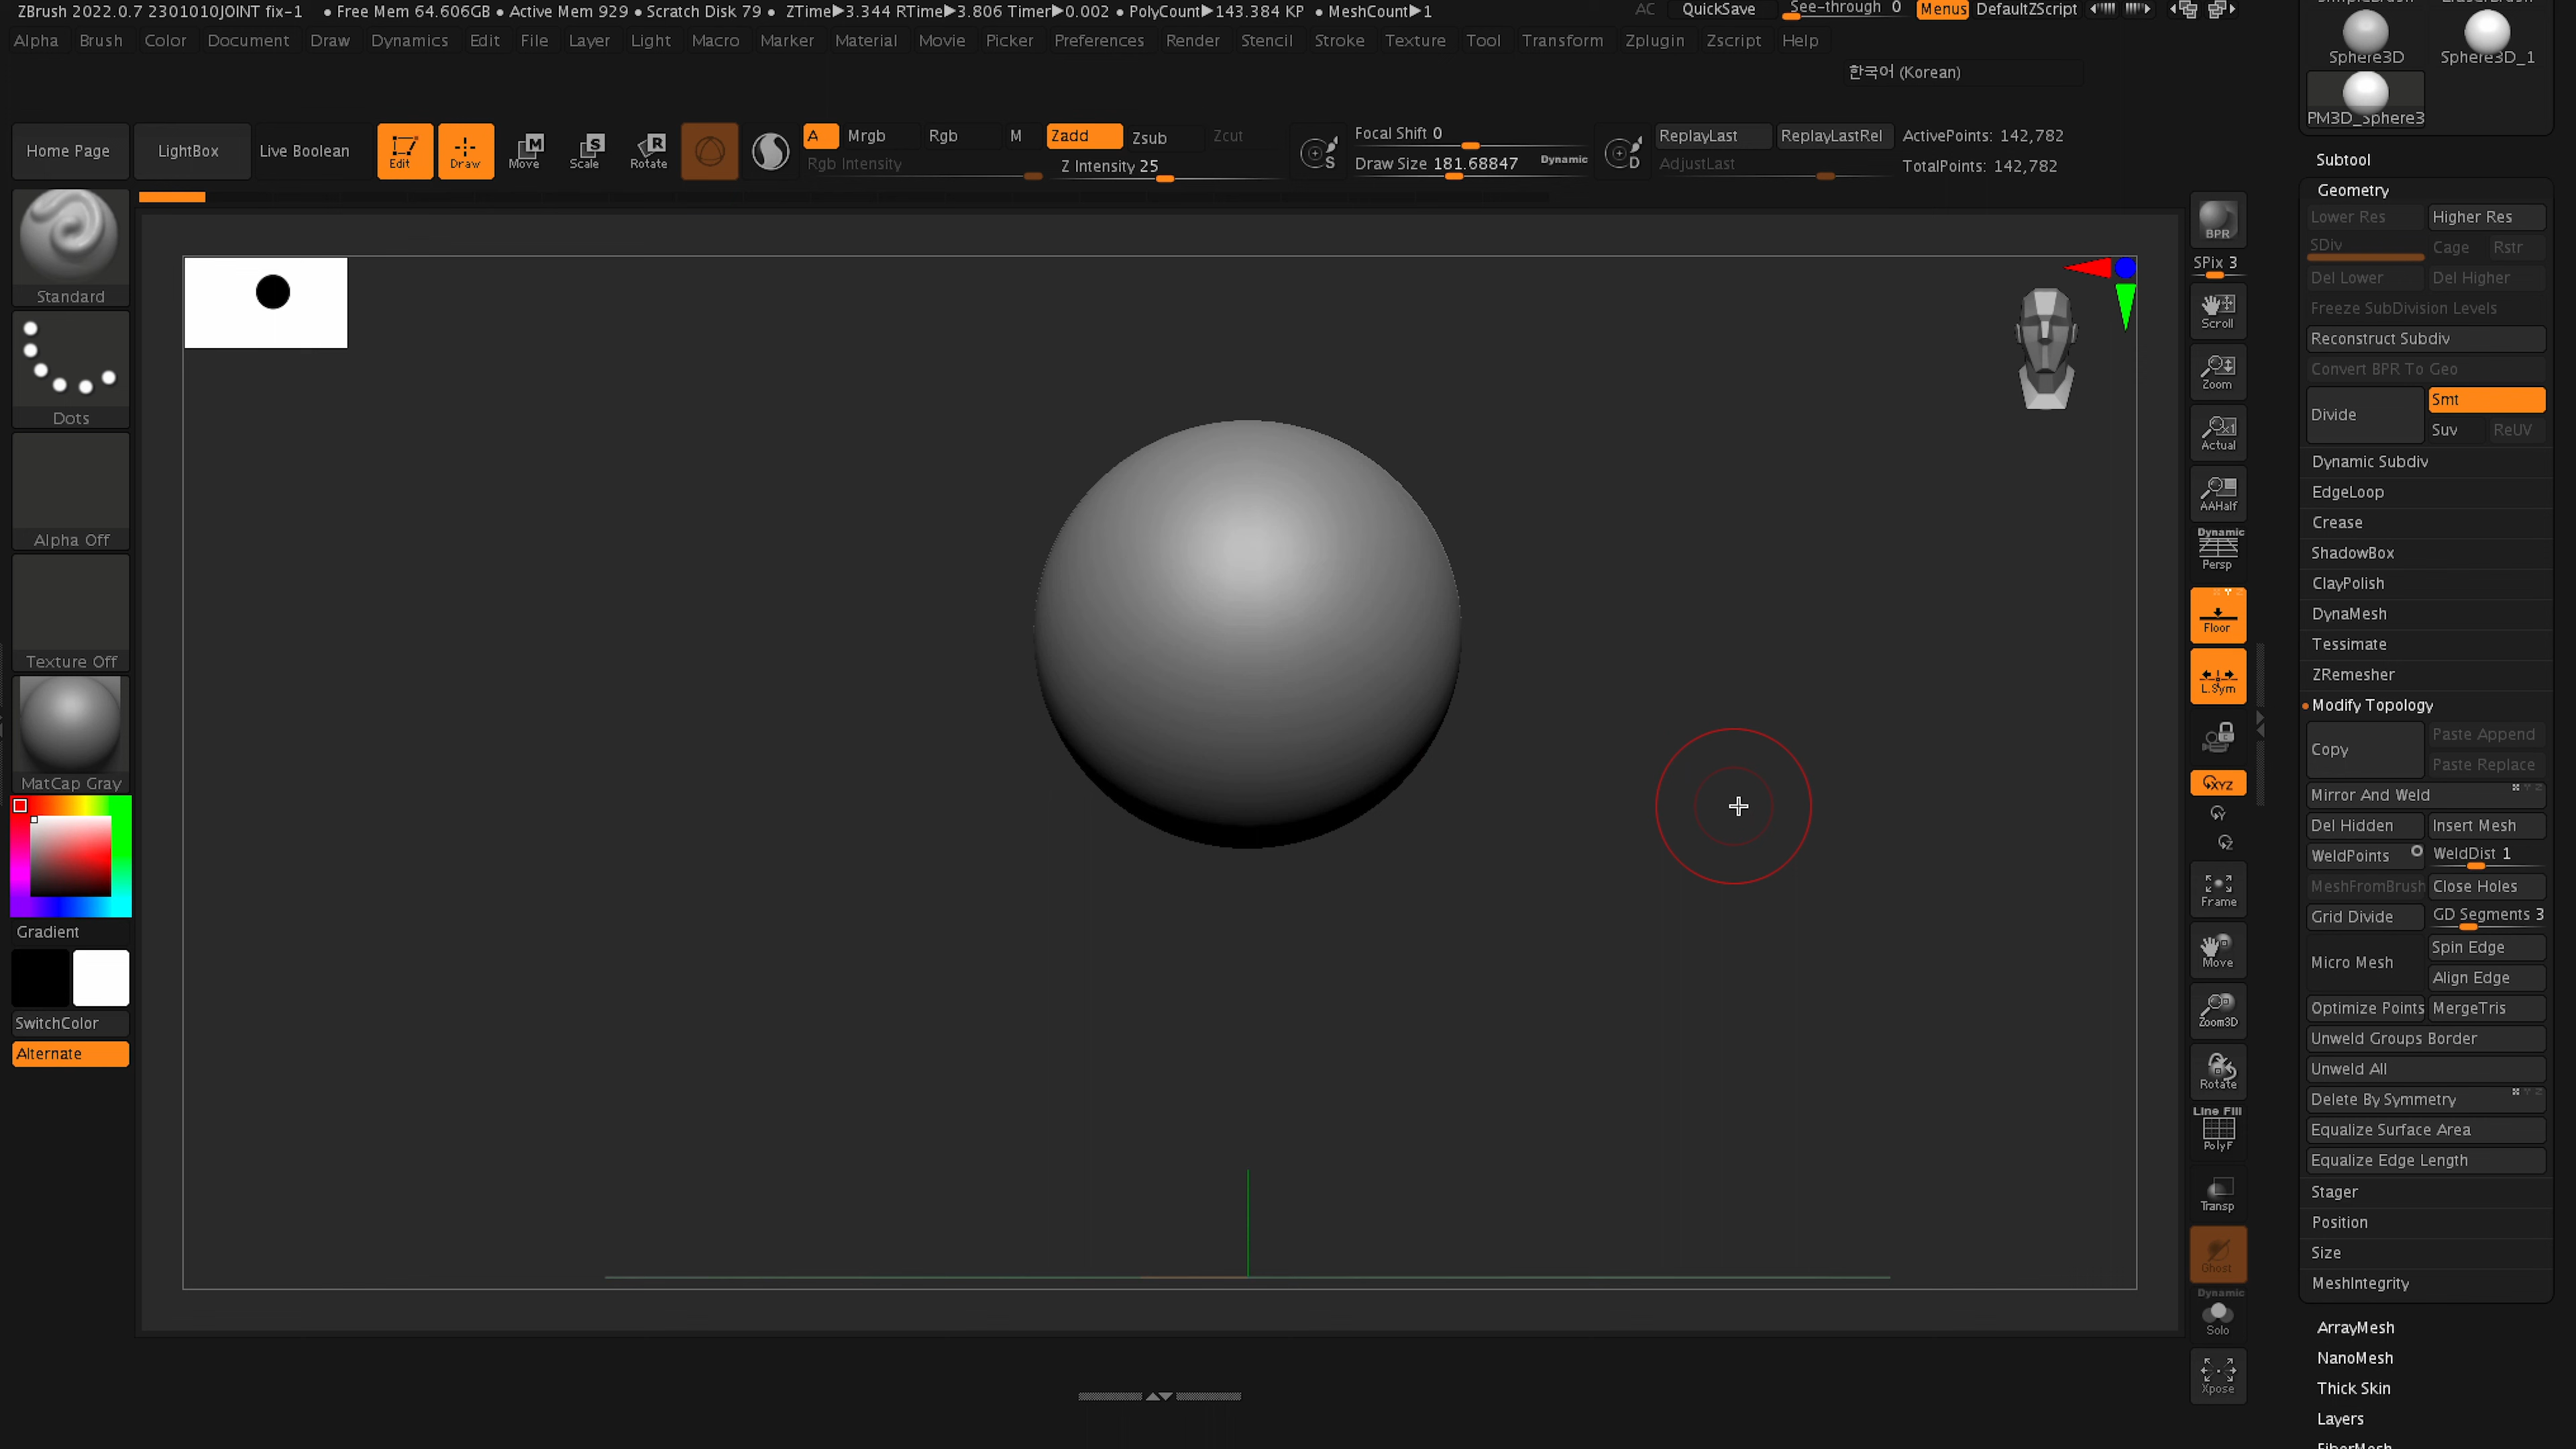 ZBrush 2022.0.7 2301010JOINT fix-1 • Free Mem 64.606GB • Active Mem 929 • Scratch Disk 79 • ZTime▶3.344 RTime▶3.806 Timer▶0.002 • PolyCount▶143.384 KP • MeshCount▶1 AC QuickSave See-through 0 Menus DefaultZScript
Alpha Brush Color Document Draw Dynamics Edit File Layer Light Macro Marker Material Movie Picker Preferences Render Stencil Stroke Texture Tool Transform Zplugin Zscript Help
한국어 (Korean)
Home Page LightBox Live Boolean Edit Draw Move Scale Rotate
A Mrgb Rgb M Zadd Zsub Zcut
Rgb Intensity Z Intensity 25
S Focal Shift 0
Draw Size 181.68847 Dynamic
D ReplayLast ReplayLastRel ActivePoints: 142,782
AdjustLast TotalPoints: 142,782
Standard
Dots
Alpha Off
Texture Off
MatCap Gray
Gradient
SwitchColor
Alternate
BPR
SPix 3
Scroll
Zoom
Actual
AAHalf
Dynamic
Persp
Floor
L.Sym
XYZ
Y
Z
Frame
Move
Zoom3D
Rotate
Line Fill
PolyF
Transp
Ghost
Dynamic
Solo
Xpose
Sphere3D Sphere3D_1
PM3D_Sphere3
Subtool
Geometry
Lower Res Higher Res
SDiv Cage Rstr
Del Lower Del Higher
Freeze SubDivision Levels
Reconstruct Subdiv
Convert BPR To Geo
Divide Smt
Suv ReUV
Dynamic Subdiv
EdgeLoop
Crease
ShadowBox
ClayPolish
DynaMesh
Tessimate
ZRemesher
Modify Topology
Copy Paste Append
Paste Replace
Mirror And Weld
Del Hidden Insert Mesh
WeldPoints WeldDist 1
MeshFromBrush Close Holes
Grid Divide GD Segments 3
Micro Mesh Spin Edge
Align Edge
Optimize Points MergeTris
Unweld Groups Border
Unweld All
Delete By Symmetry
Equalize Surface Area
Equalize Edge Length
Stager
Position
Size
MeshIntegrity
ArrayMesh
NanoMesh
Thick Skin
Layers